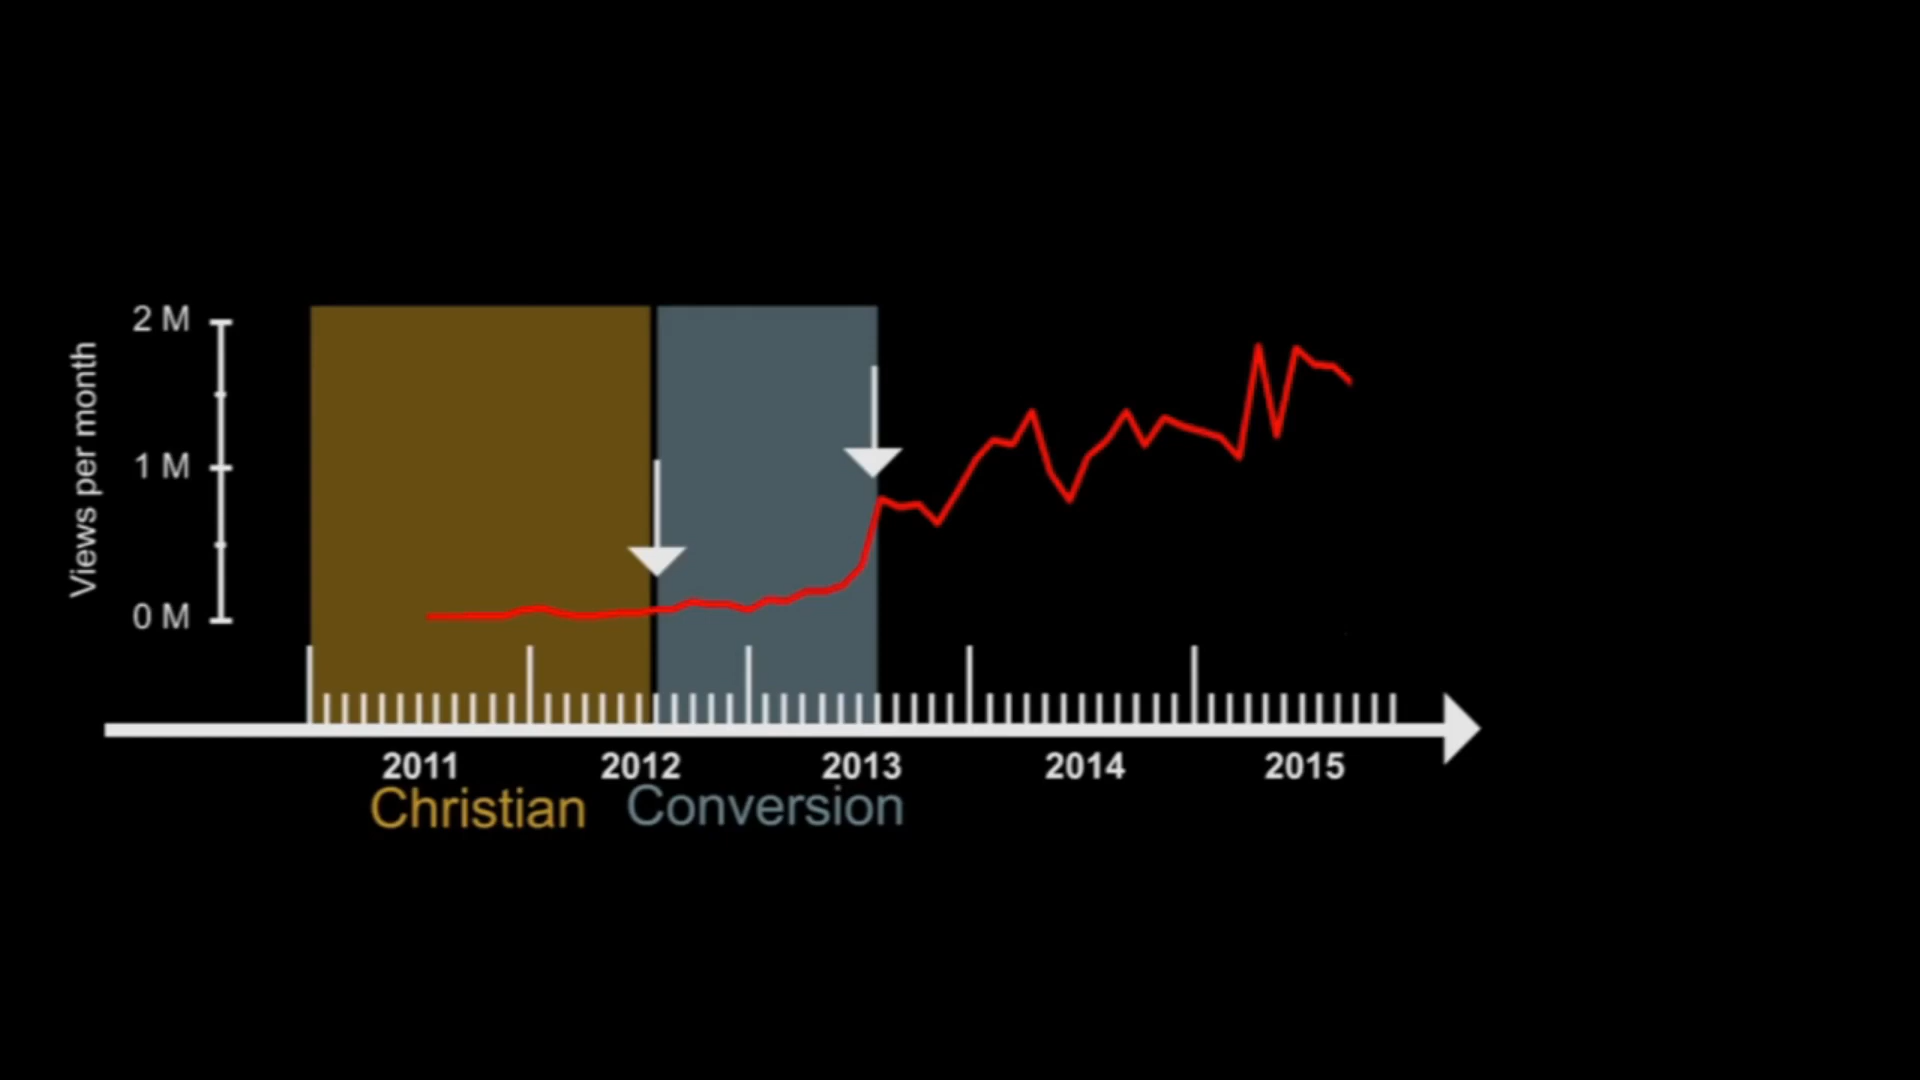 Views per month
2 M
1 M
0 M
2011 2012 2013 2014 2015
Christian Conversion